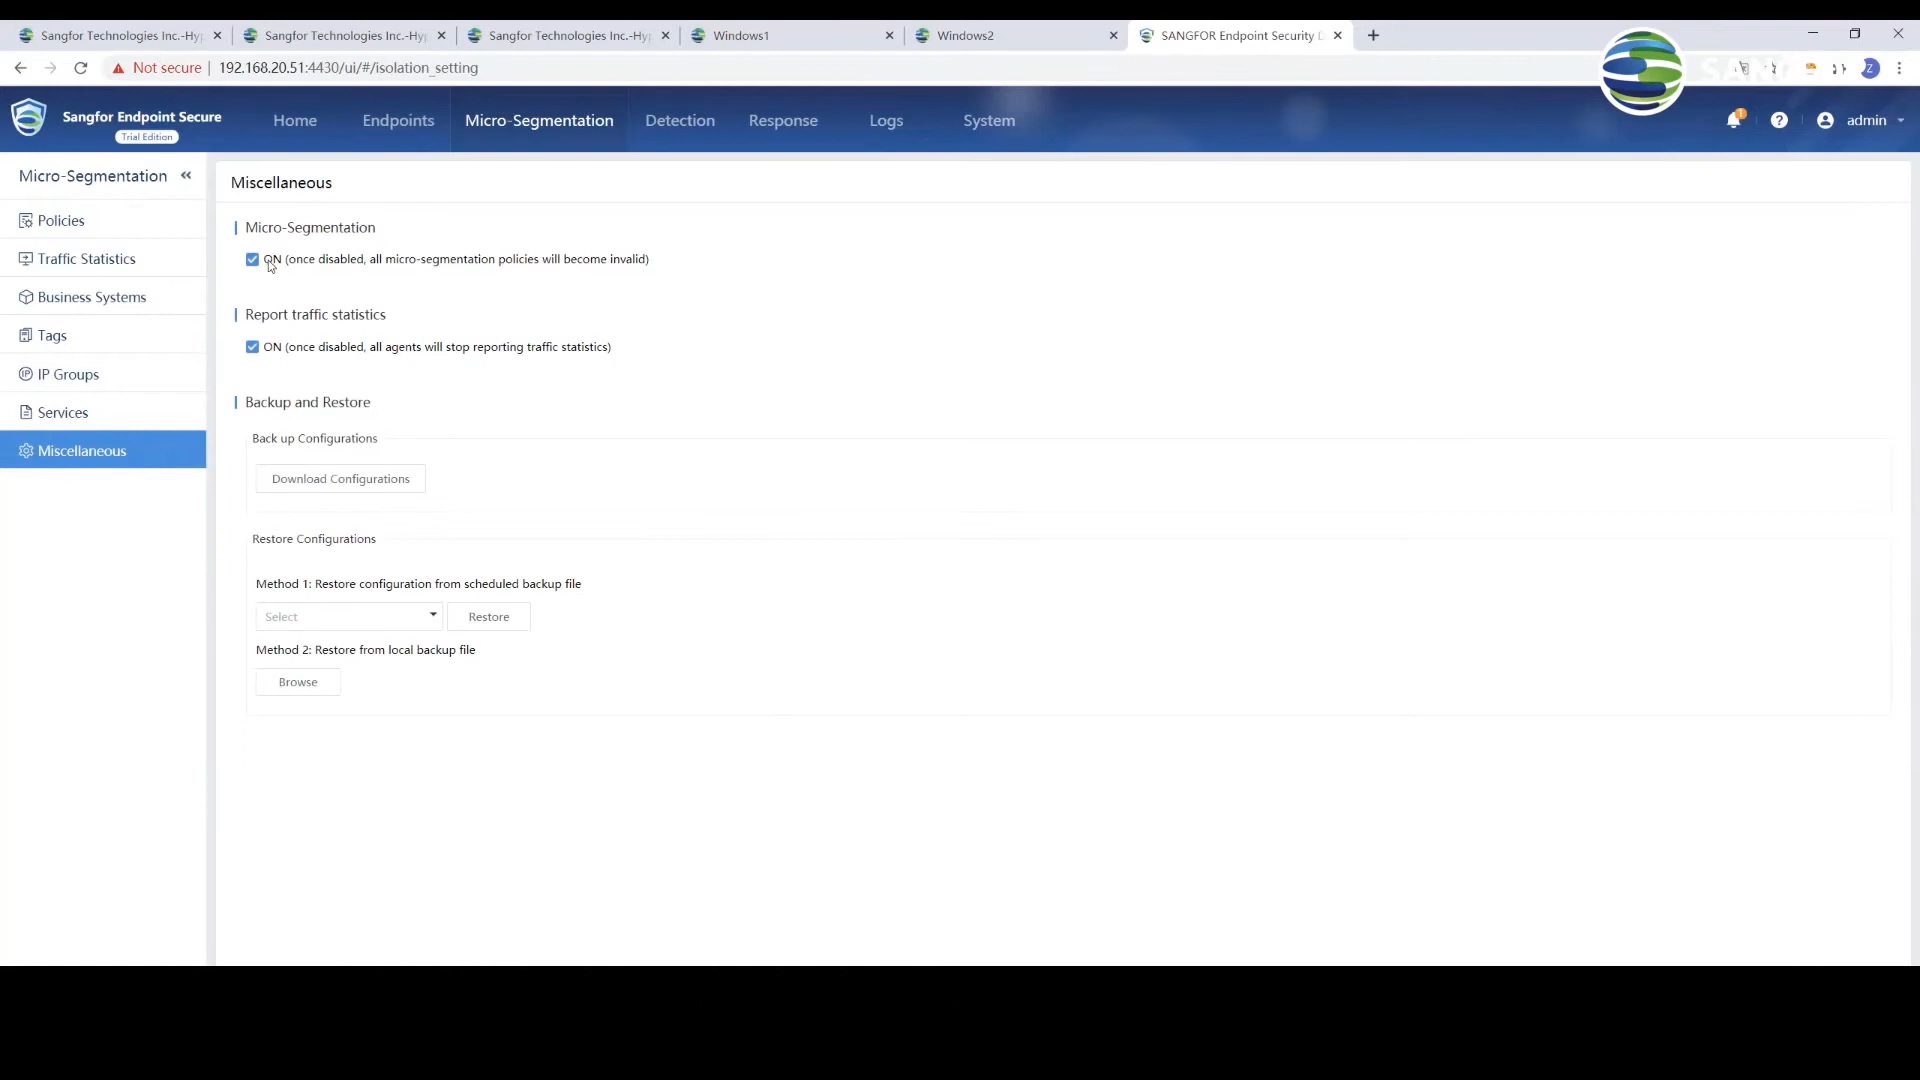 Sangfor Technologies Inc.-Hyp
Sangfor Technologies Inc.-Hyp
Sangfor Technologies Inc.-Hyp
Windows1
Windows2
SANGFOR Endpoint Security D
Not secure | 192.168.20.51:4430/ui/#/isolation_setting
Z
Sangfor Endpoint Secure
Trial Edition
Home
Endpoints
Micro-Segmentation
Detection
Response
Logs
System
admin
Micro-Segmentation
Policies
Traffic Statistics
Business Systems
Tags
IP Groups
Services
Miscellaneous
Miscellaneous
Micro-Segmentation
ON (once disabled, all micro-segmentation policies will become invalid)
Report traffic statistics
ON (once disabled, all agents will stop reporting traffic statistics)
Backup and Restore
Back up Configurations
Download Configurations
Restore Configurations
Method 1: Restore configuration from scheduled backup file
Select
Restore
Method 2: Restore from local backup file
Browse